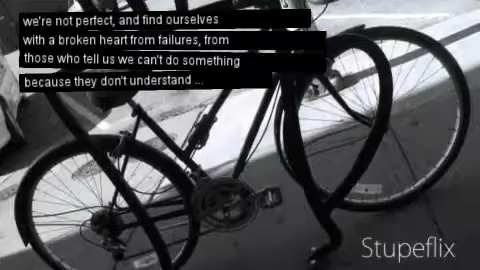 we're not perfect, and find ourselves
with a broken heart from failures, from
those who tell us we can't do something
because they don't understand ...
Stupeflix